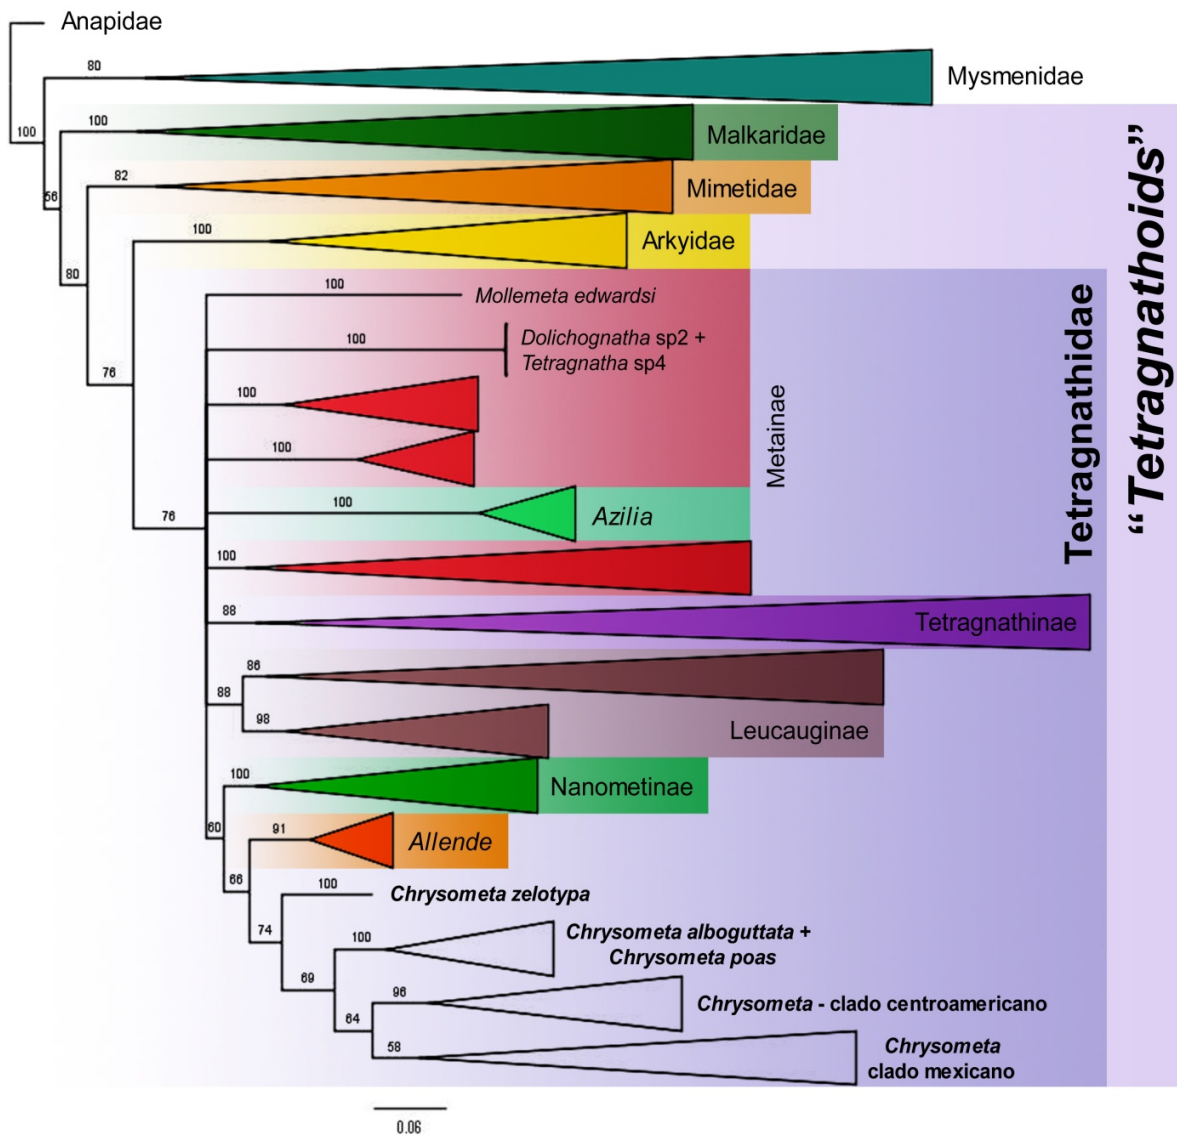 Anapidae
80
Mysmenidae
100
100
Malkaridae
56
82
Mimetidae
80
100
Arkyidae
76
100
Mollemeta edwardsi
100
Dolichognatha sp2 +
Tetragnatha sp4
100
100
Metainae
Tetragnathidae
“Tetragnathoids”
76
100
Azilia
100
88
Tetragnathinae
86
88
98
Leucauginae
100
Nanometinae
60
91
Allende
66
100
Chrysometa zelotypa
74
100
Chrysometa alboguttata +
Chrysometa poas
69
96
Chrysometa - clado centroamericano
64
58
Chrysometa
clado mexicano
0.06